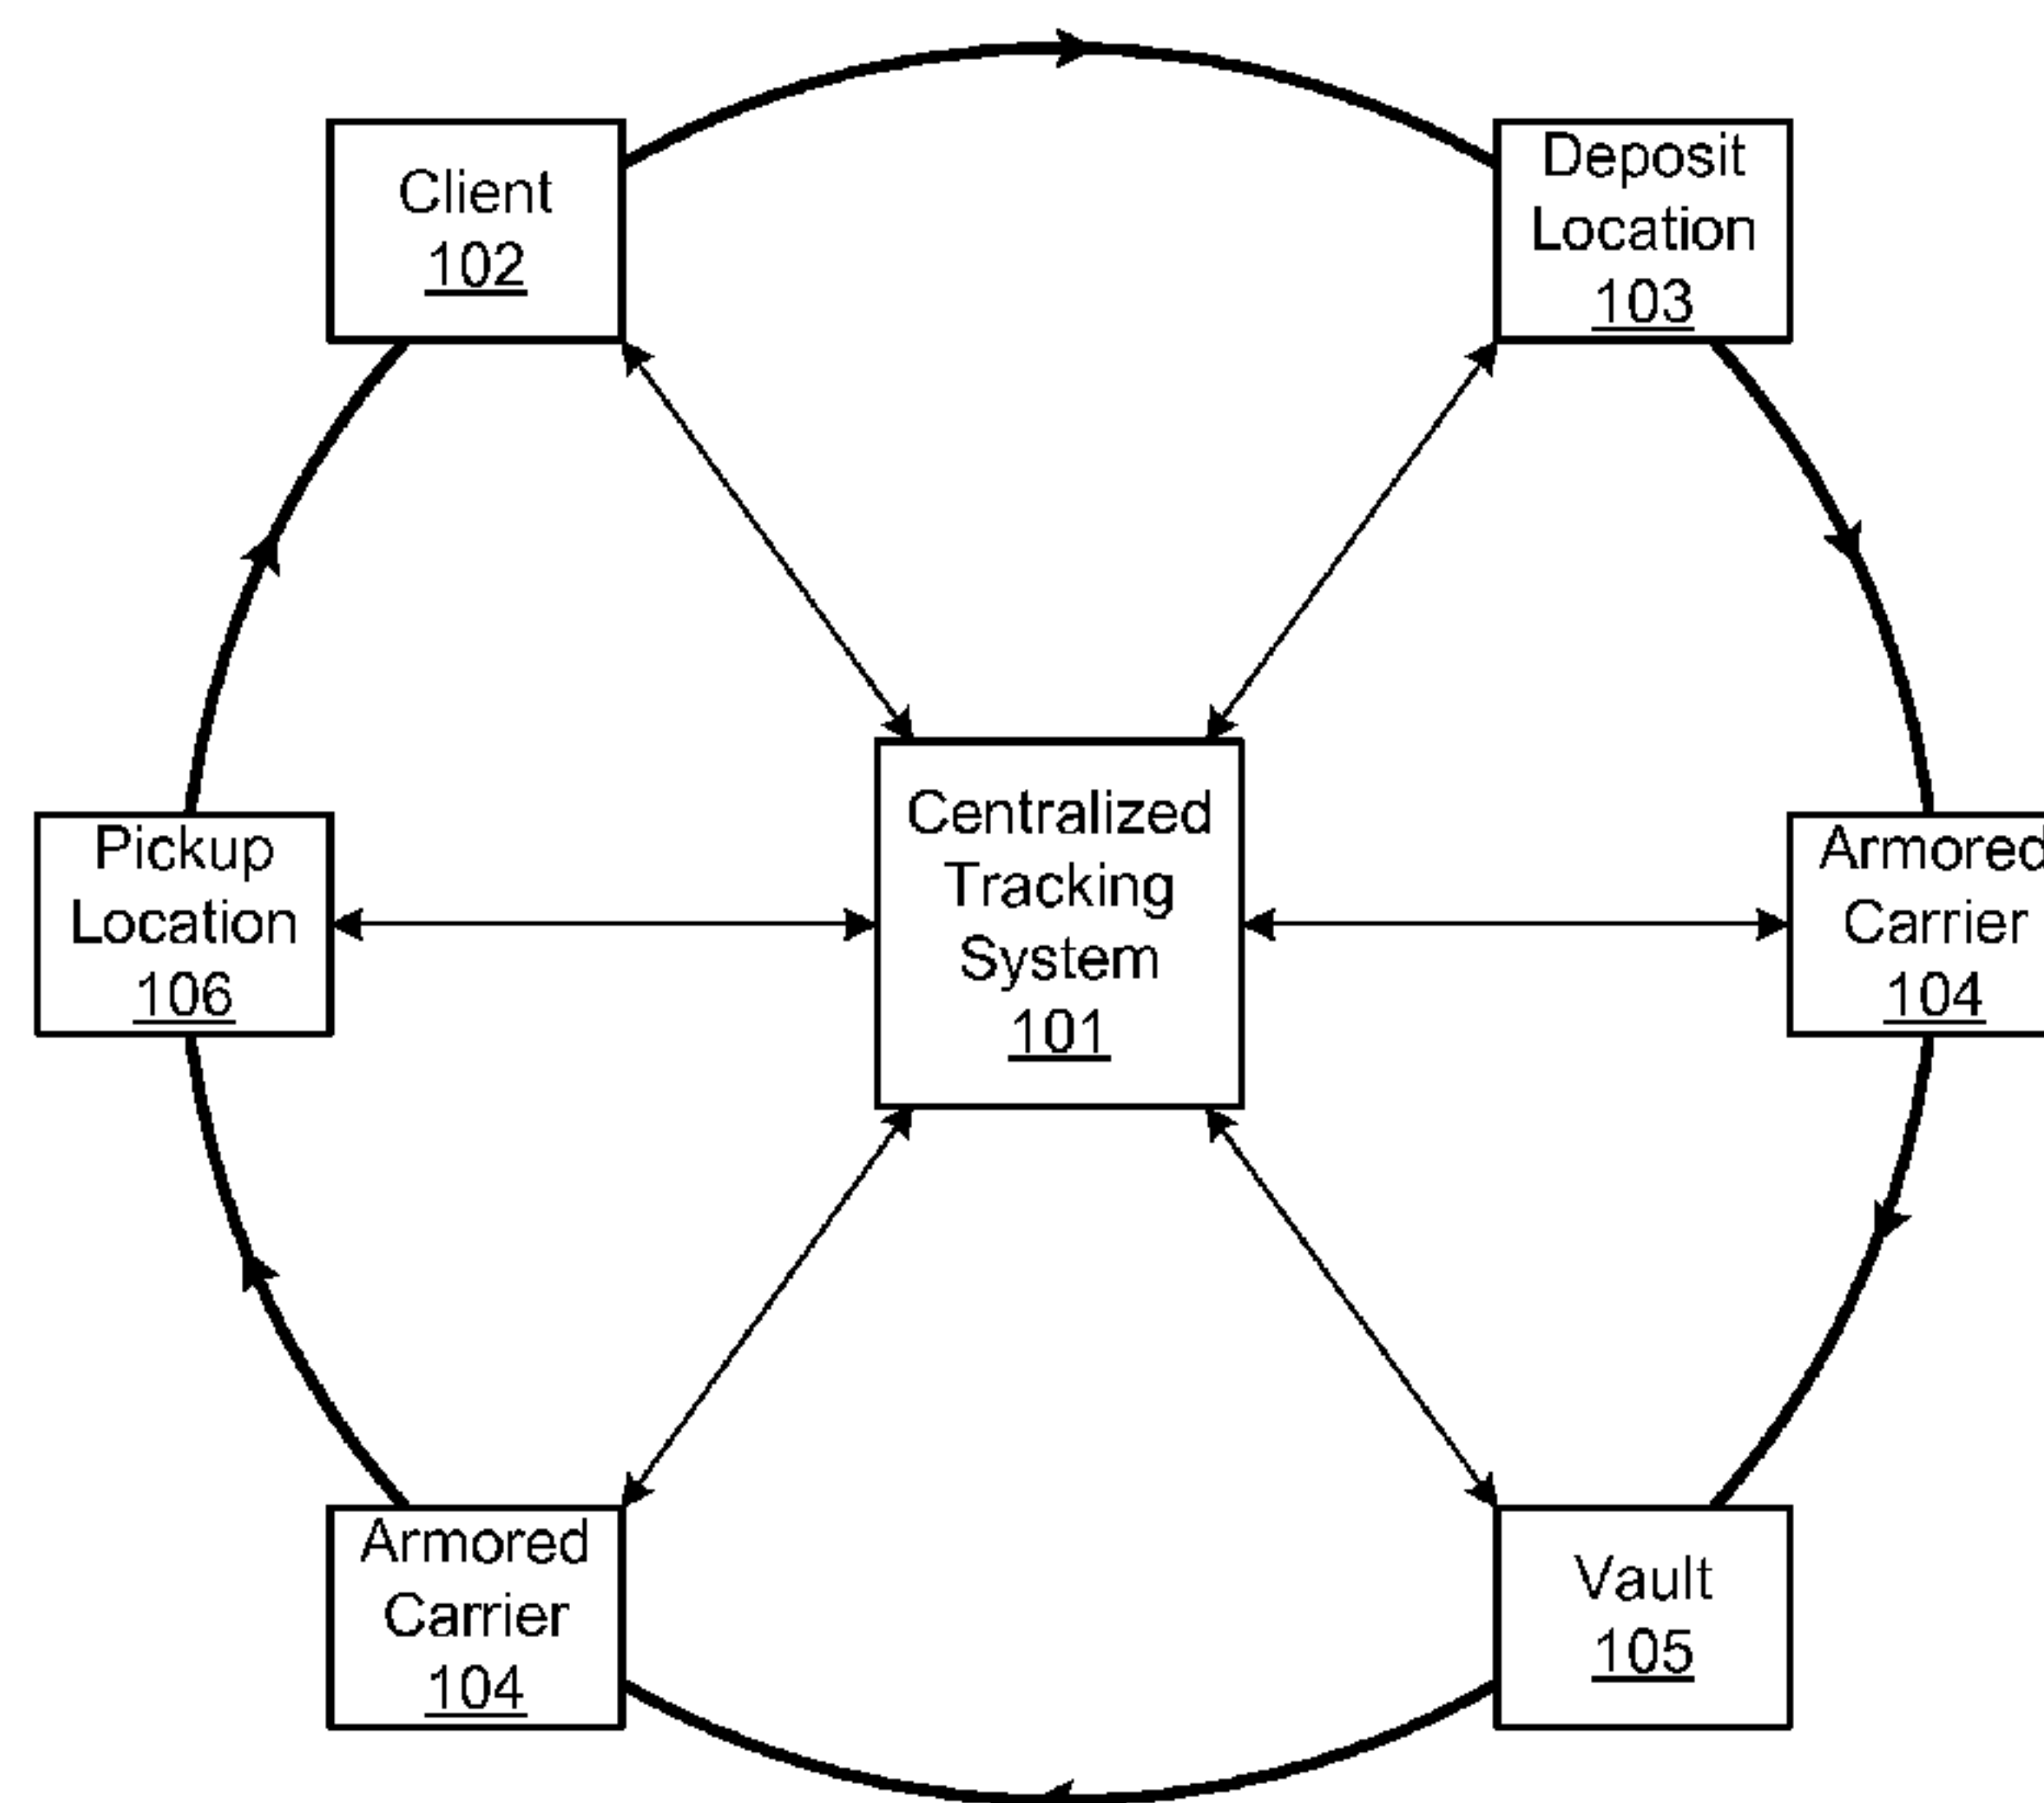 Client
102
Deposit
Location
103
Centralized
Tracking
System
101
Pickup
Location
106
Armored
Carrier
104
Armored
Carrier
104
Vault
105